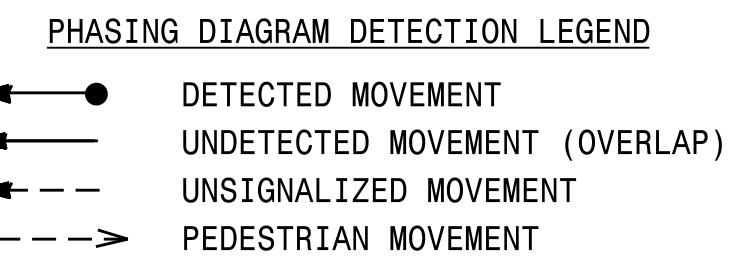 PHASING DIAGRAM DETECTION LEGEND
DETECTED MOVEMENT
UNDETECTED MOVEMENT (OVERLAP)
UNSIGNALIZED MOVEMENT
PEDESTRIAN MOVEMENT